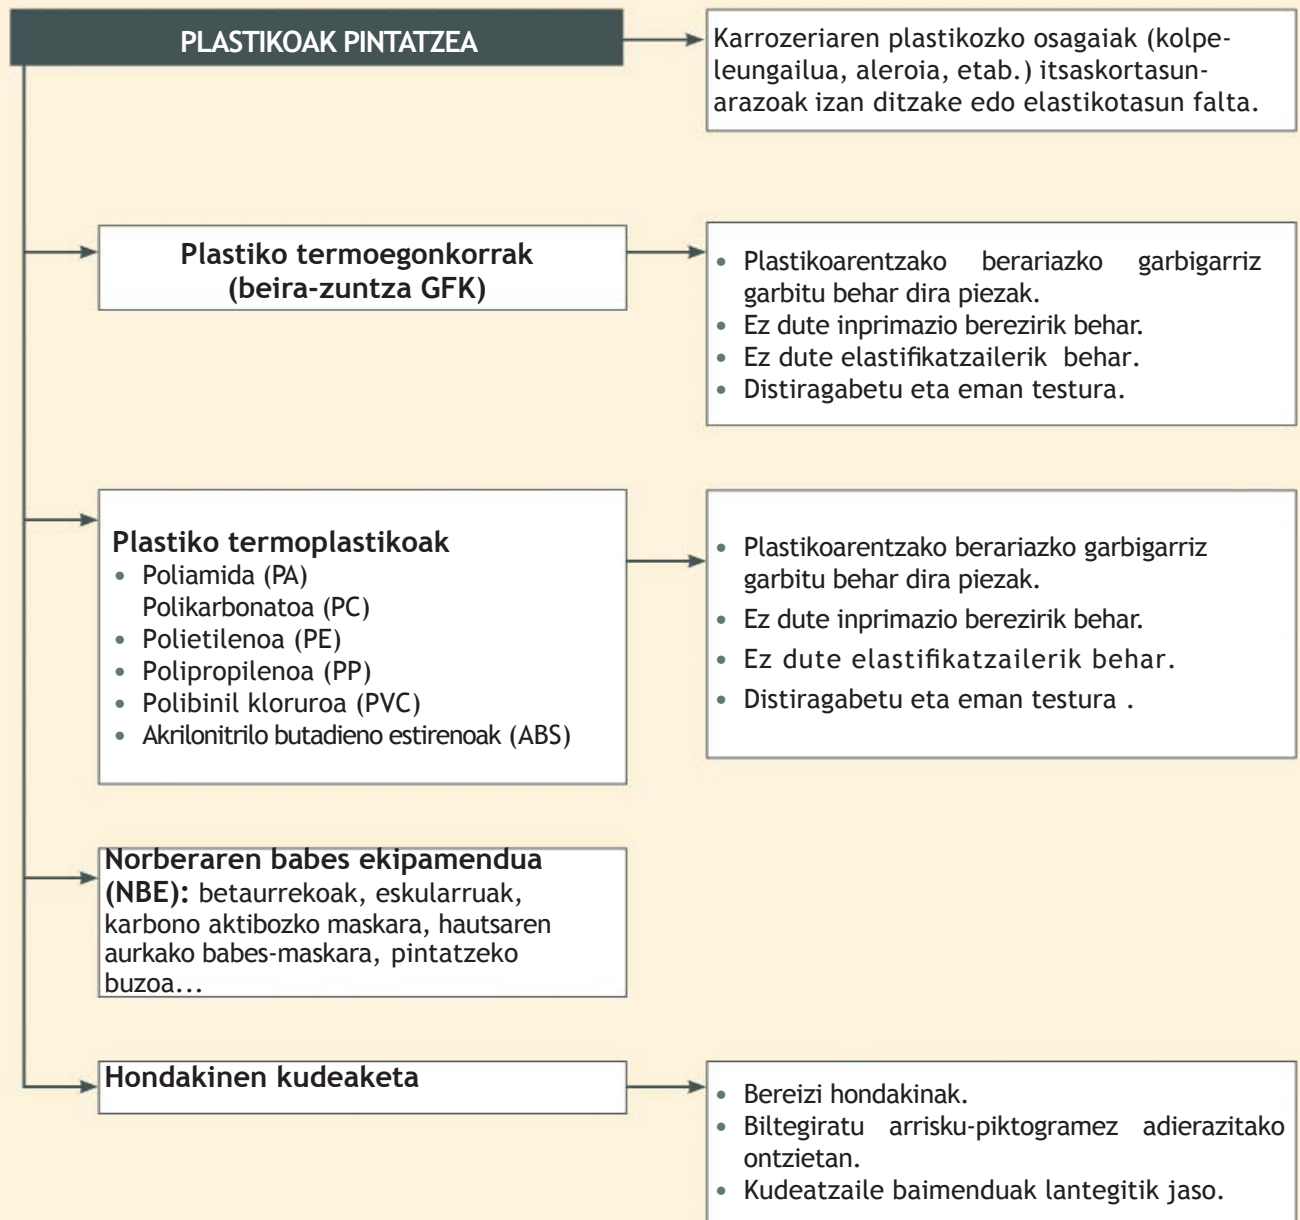 PLASTIKOAK PINTATZEA
Karrozeriaren plastikozko osagaiak (kolpe-
leungailua, aleroia, etab.) itsaskortasun-
arazoak izan ditzake edo elastikotasun falta.
Plastiko termoegonkorrak
(beira-zuntza GFK)
• Plastikoarentzako berariazko garbigarriz
garbitu behar dira piezak.
• Ez dute inprimazio berezirik behar.
• Ez dute elastifikatzailerik behar.
• Distiragabetu eta eman testura.
Plastiko termoplastikoak
• Poliamida (PA)
Polikarbonatoa (PC)
• Polietilenoa (PE)
• Polipropilenoa (PP)
• Polibinil kloruroa (PVC)
• Akrilonitrilo butadieno estirenoak (ABS)
• Plastikoarentzako berariazko garbigarriz
garbitu behar dira piezak.
• Ez dute inprimazio berezirik behar.
• Ez dute elastifikatzailerik behar.
• Distiragabetu eta eman testura .
Norberaren babes ekipamendua
(NBE): betaurrekoak, eskularruak,
karbono aktibozko maskara, hautsaren
aurkako babes-maskara, pintatzeko
buzoa...
Hondakinen kudeaketa
• Bereizi hondakinak.
• Biltegiratu arrisku-piktogramez adierazitako
ontzietan.
• Kudeatzaile baimenduak lantegitik jaso.